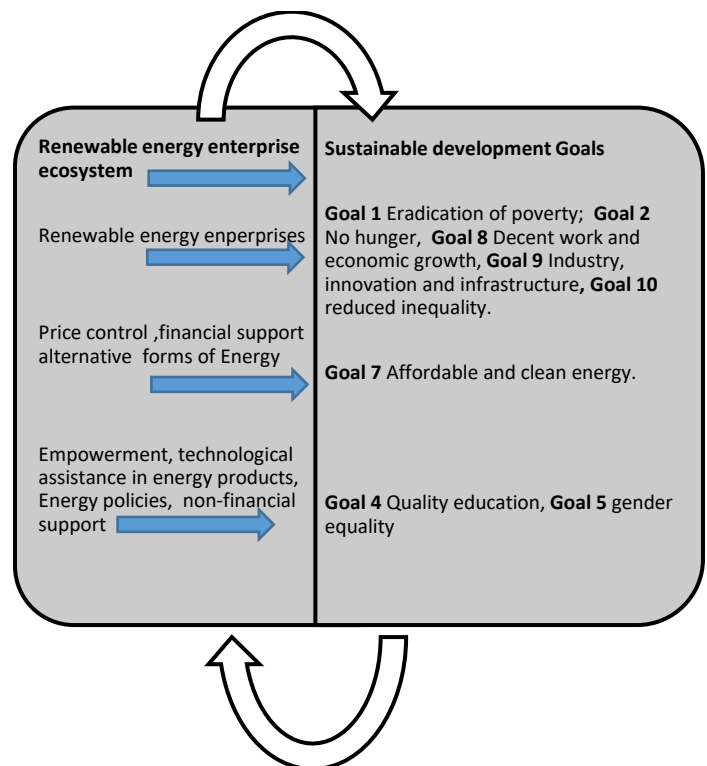 Renewable energy enterprise
ecosystem
Renewable energy enperprises
Price control ,financial support
alternative forms of Energy
Empowerment, technological
assistance in energy products,
Energy policies, non-financial
support
Sustainable development Goals
Goal 1 Eradication of poverty; Goal 2
No hunger, Goal 8 Decent work and
economic growth, Goal 9 Industry,
innovation and infrastructure, Goal 10
reduced inequality.
Goal 7 Affordable and clean energy.
Goal 4 Quality education, Goal 5 gender
equality